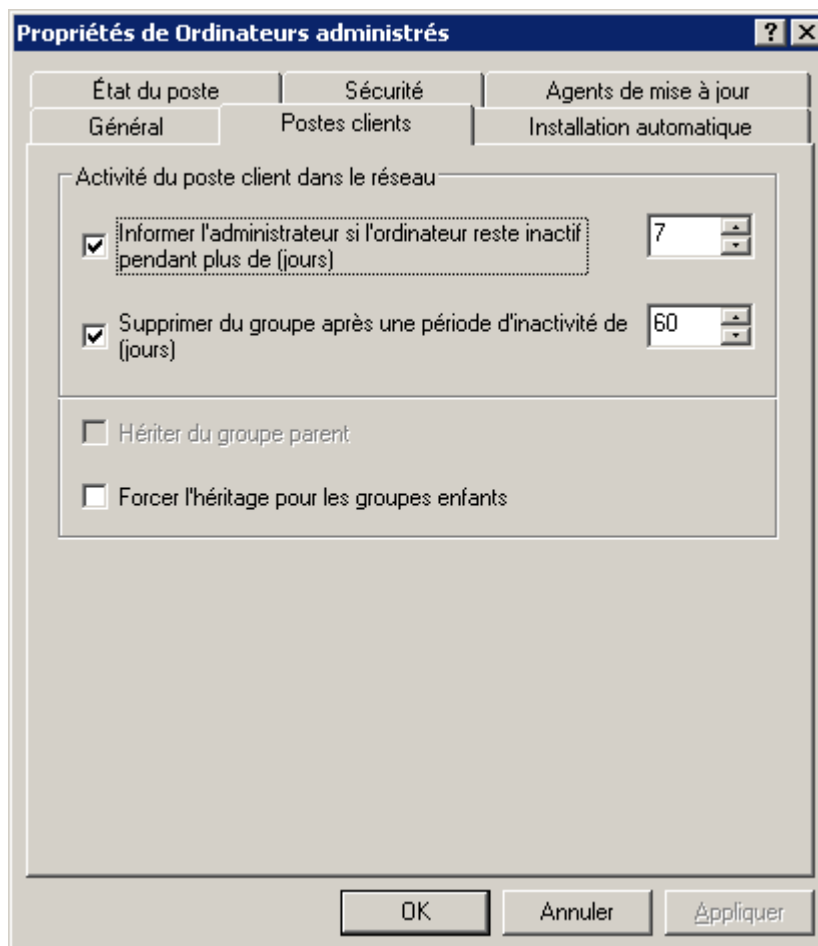 Propriétés de Ordinateurs administrés
État du poste
Sécurité
Agents de mise à jour
Général
Postes clients
Installation automatique
Activité du poste client dans le réseau
Informer l'administrateur si l'ordinateur reste inactif
pendant plus de (jours)
7
Supprimer du groupe après une période d'inactivité de
(jours)
60
Hériter du groupe parent
Forcer l'héritage pour les groupes enfants
OK
Annuler
Appliquer